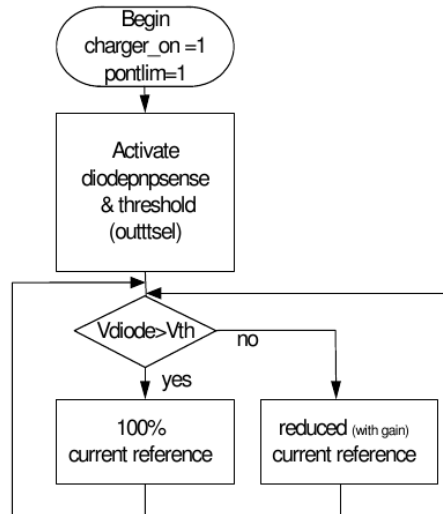 Begin
charger_on =1
pontlim=1
Activate
diodepnpsense
& threshold
(outttsel)
Vdiode>Vth
no
yes
100%
current reference
reduced (with gain)
current reference